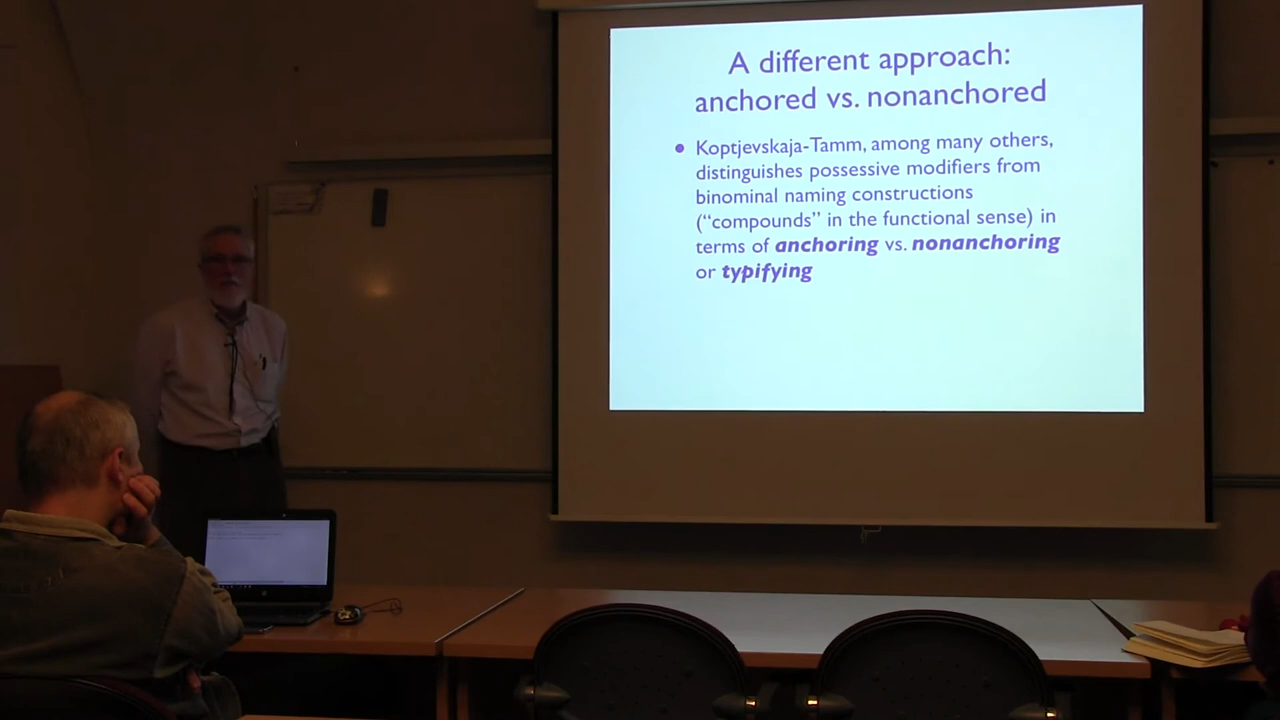 A different approach:
anchored vs. nonanchored
• Koptjevskaja-Tamm, among many others,
distinguishes possessive modifiers from
binominal naming constructions
(“compounds” in the functional sense) in
terms of anchoring vs. nonanchoring
or typifying